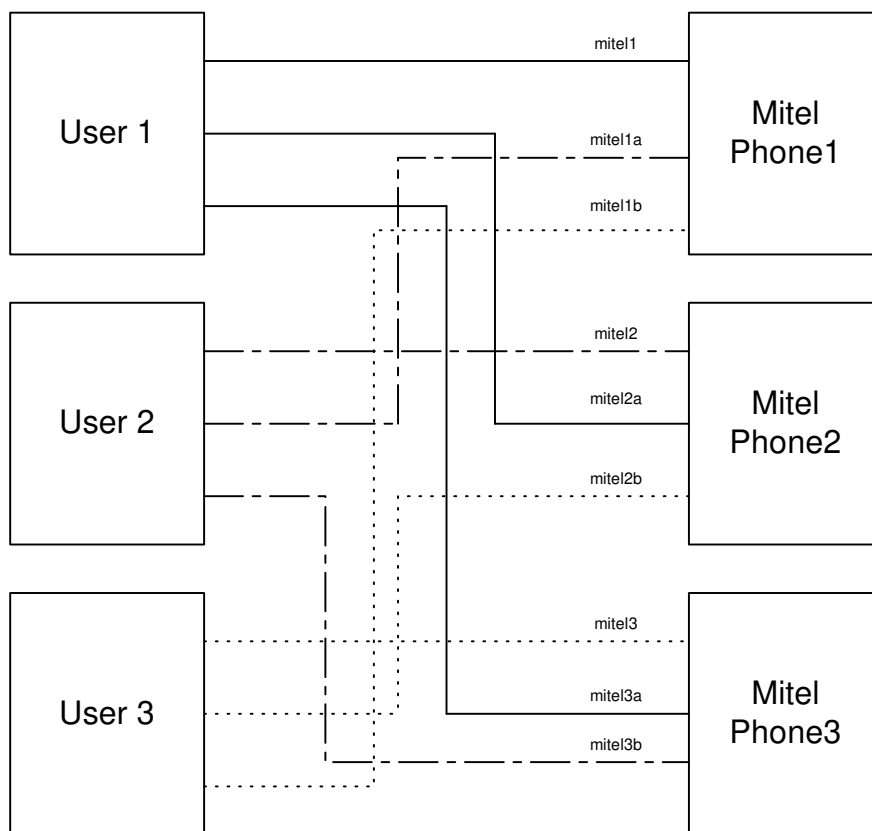 User 1
mitel1
mitel1a
mitel1b
Mitel
Phone1
User 2
mitel2
mitel2a
mitel2b
Mitel
Phone2
User 3
mitel3
mitel3a
mitel3b
Mitel
Phone3